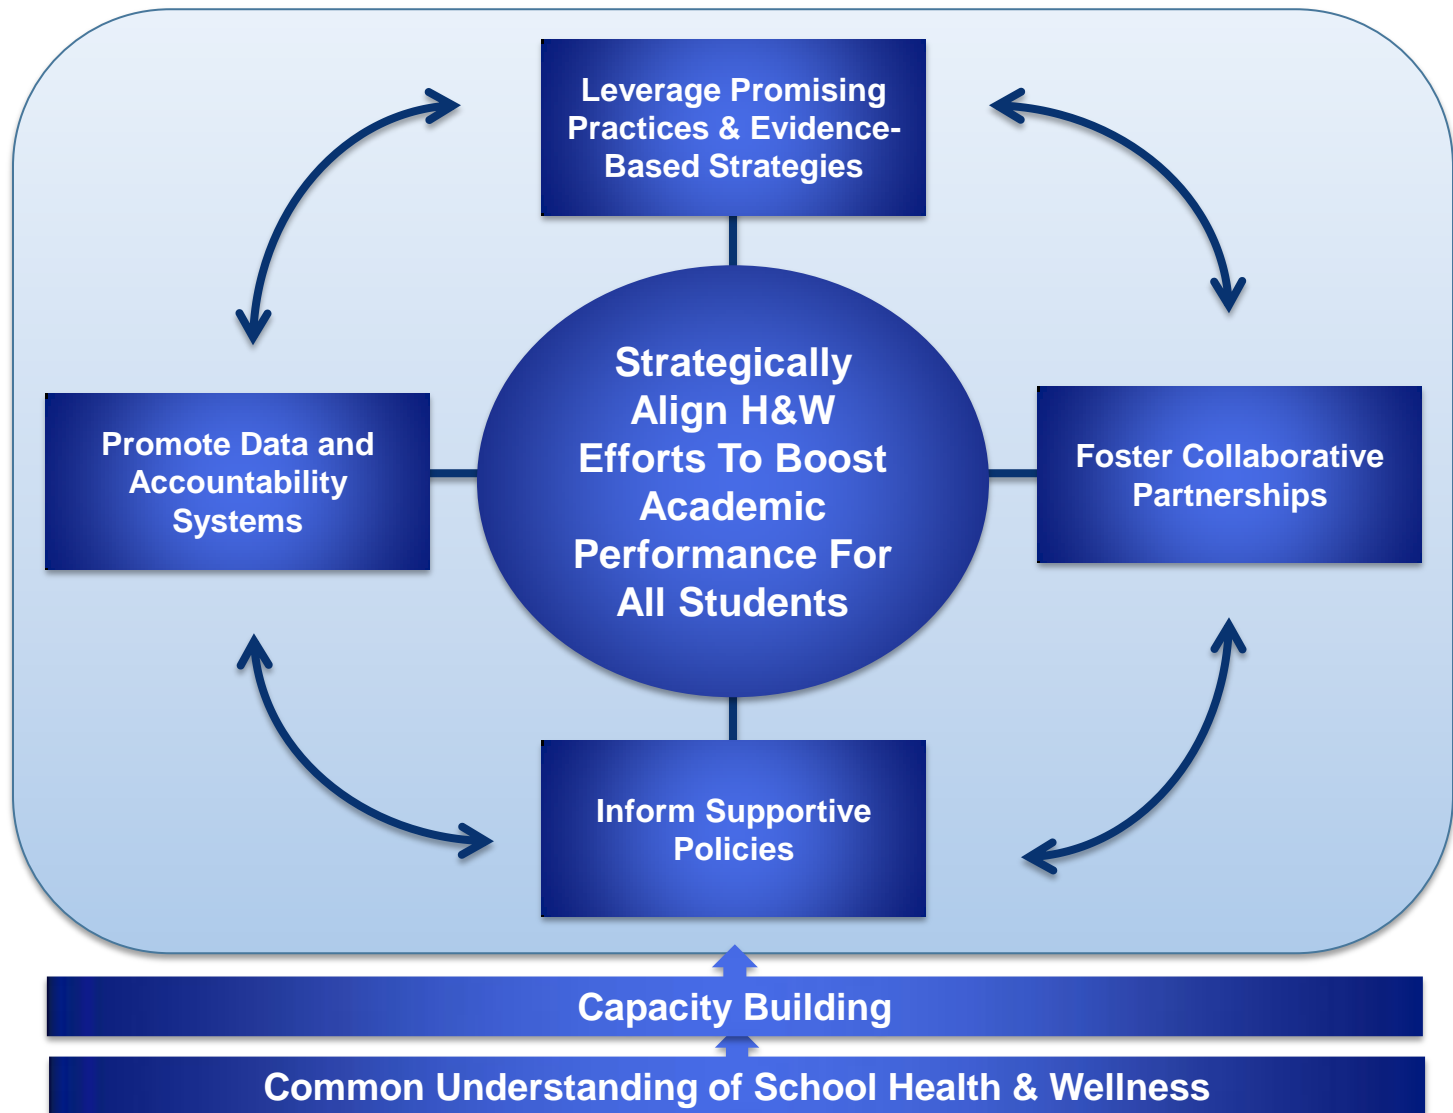 Leverage Promising
Practices & Evidence-
Based Strategies
Strategically
Align H&W
Efforts To Boost
Academic
Performance For
All Students
Promote Data and
Accountability
Systems
Foster Collaborative
Partnerships
Inform Supportive
Policies
Capacity Building
Common Understanding of School Health & Wellness